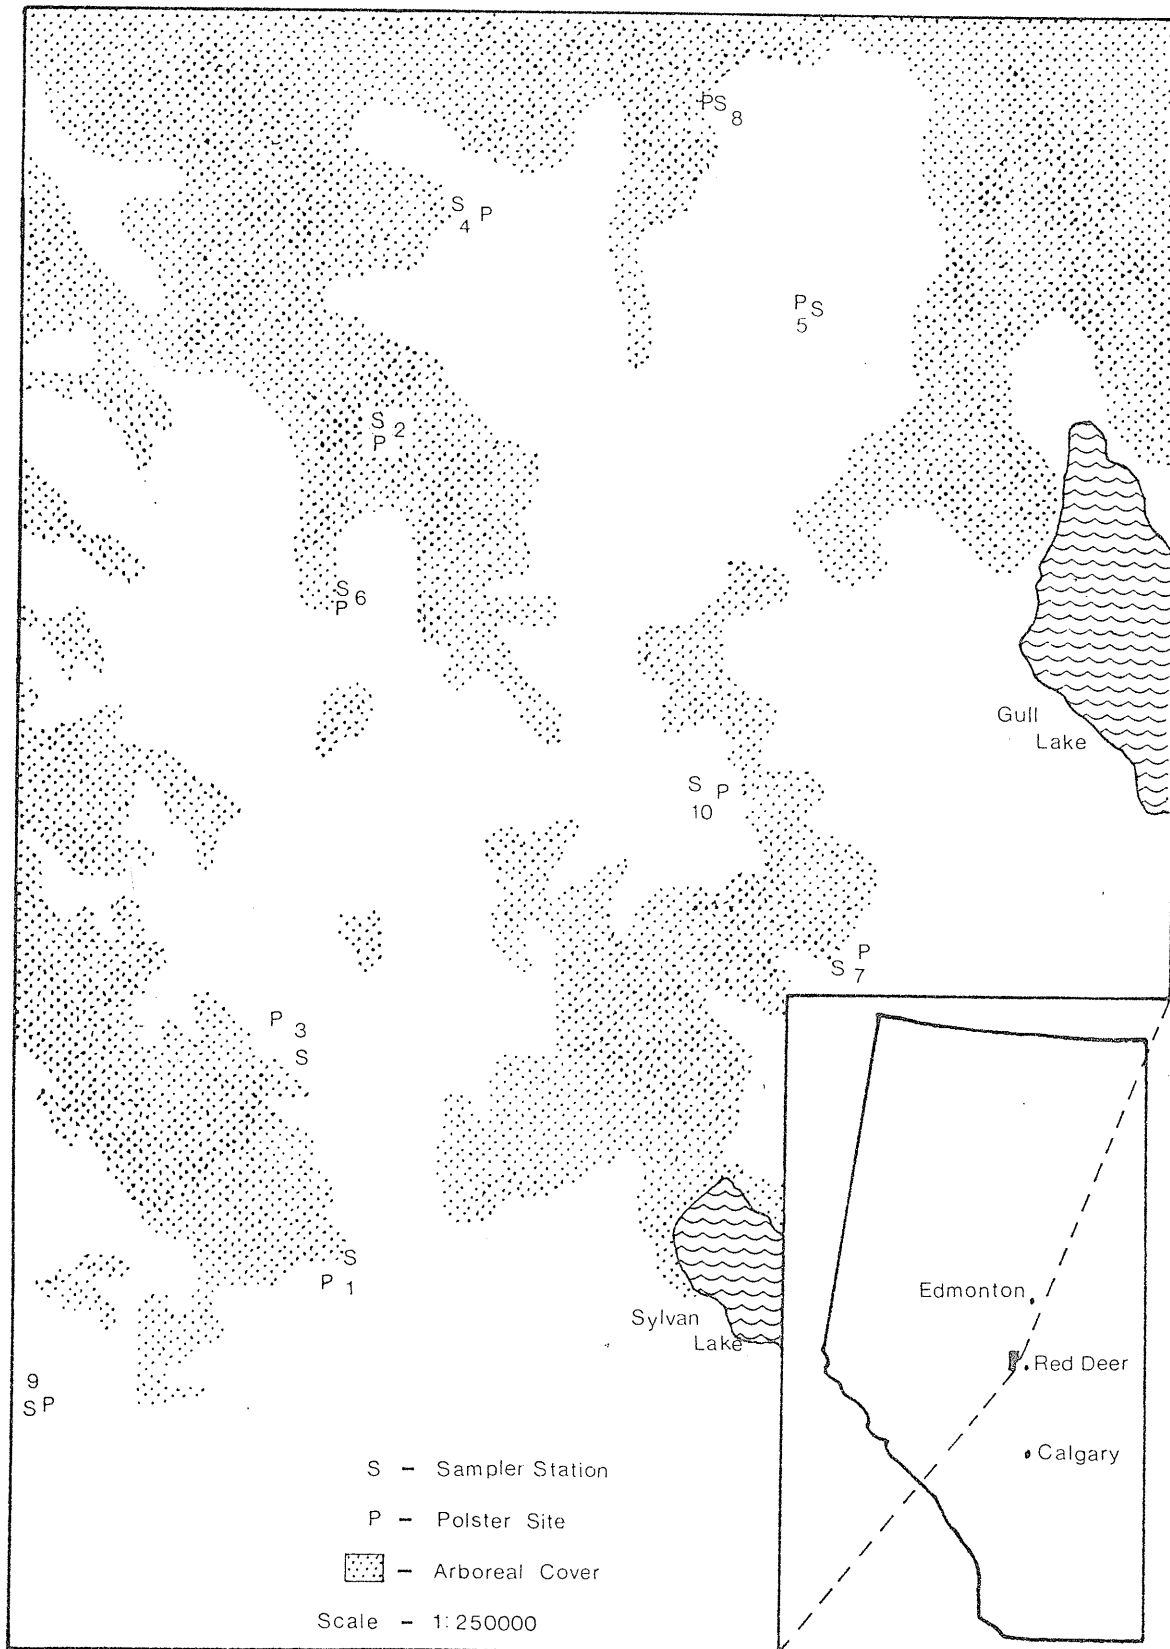 PS
8
S P
4
P S
5
S 2
P
S 6
P
Gull
Lake
S P
10
P
S 7
P 3
S
S
P 1
Sylvan
Lake
9
S P
Edmonton
Red Deer
Calgary
S – Sampler Station
P – Polster Site
– Arboreal Cover
Scale – 1:250000